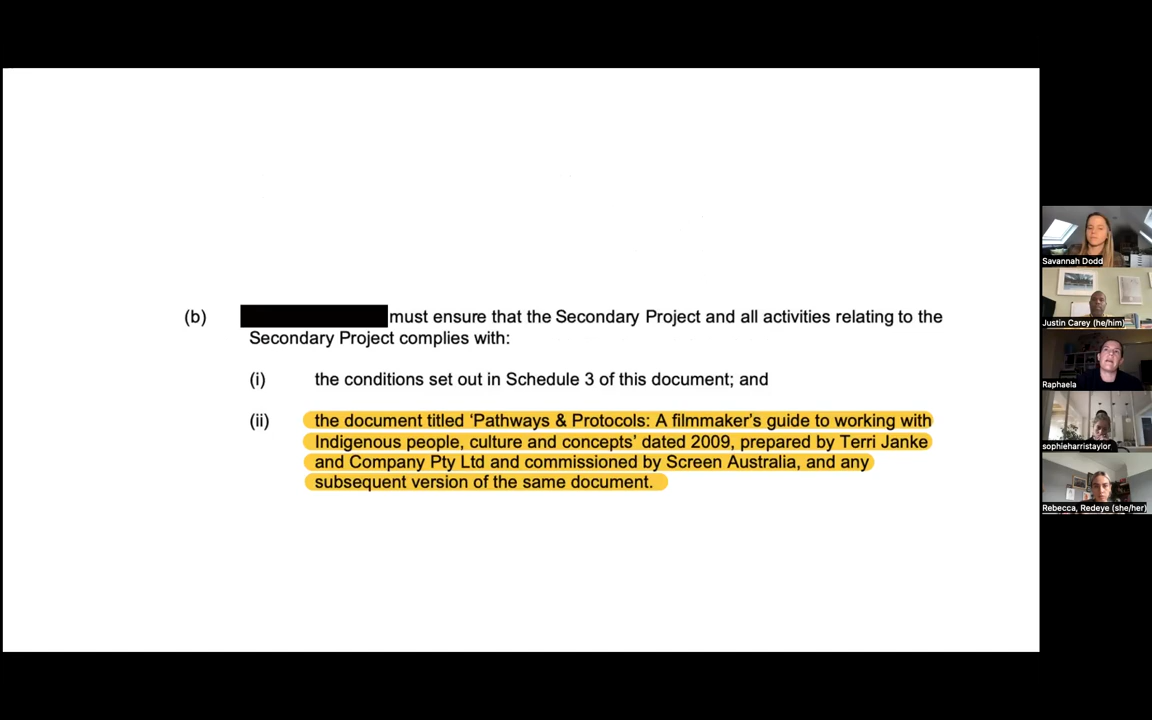 (b) must ensure that the Secondary Project and all activities relating to the
Secondary Project complies with:
(i) the conditions set out in Schedule 3 of this document; and
(ii) the document titled ‘Pathways & Protocols: A filmmaker’s guide to working with
Indigenous people, culture and concepts’ dated 2009, prepared by Terri Janke
and Company Pty Ltd and commissioned by Screen Australia, and any
subsequent version of the same document.
Savannah Dodd
Justin Carey (he/him)
Raphaela
sophieharristaylor
Rebecca, Redeye (she/her)